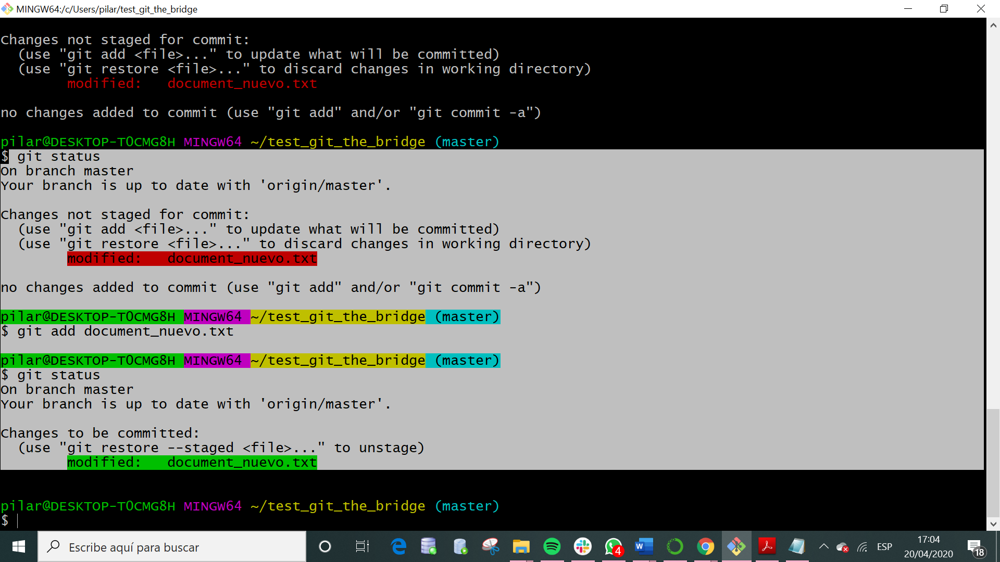 MINGW64:/c/Users/pilar/test_git_the_bridge
Changes not staged for commit:
  (use "git add <file>..." to update what will be committed)
  (use "git restore <file>..." to discard changes in working directory)
        modified:   document_nuevo.txt
no changes added to commit (use "git add" and/or "git commit -a")
pilar@DESKTOP-T0CMG8H MINGW64 ~/test_git_the_bridge (master)
$ git status
On branch master
Your branch is up to date with 'origin/master'.
Changes not staged for commit:
  (use "git add <file>..." to update what will be committed)
  (use "git restore <file>..." to discard changes in working directory)
        modified:   document_nuevo.txt
no changes added to commit (use "git add" and/or "git commit -a")
pilar@DESKTOP-T0CMG8H MINGW64 ~/test_git_the_bridge (master)
$ git add document_nuevo.txt
pilar@DESKTOP-T0CMG8H MINGW64 ~/test_git_the_bridge (master)
$ git status
On branch master
Your branch is up to date with 'origin/master'.
Changes to be committed:
  (use "git restore --staged <file>..." to unstage)
        modified:   document_nuevo.txt
pilar@DESKTOP-T0CMG8H MINGW64 ~/test_git_the_bridge (master)
$
Escribe aquí para buscar
4
W
ESP
17:04
20/04/2020
18